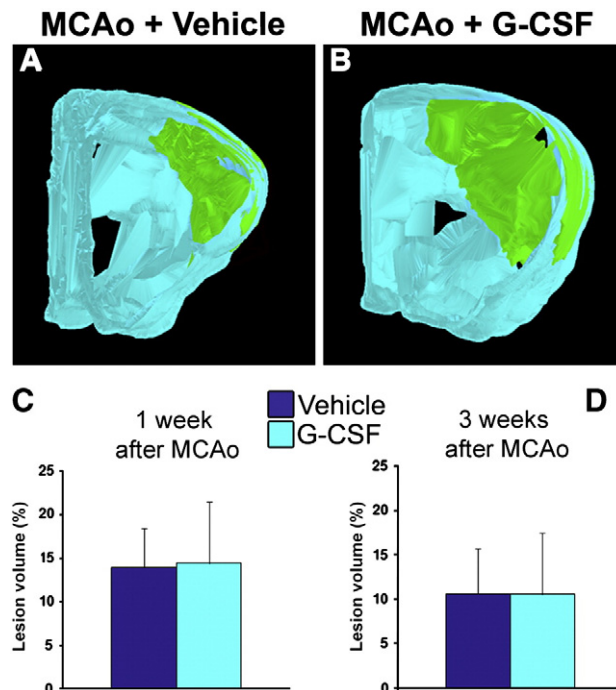 MCAo + Vehicle
MCAo + G-CSF
A
B
C
1 week
after MCAo
Vehicle
G-CSF
D
3 weeks
after MCAo
Lesion volume (%)
25
20
15
10
5
0
Lesion volume (%)
25
20
15
10
5
0